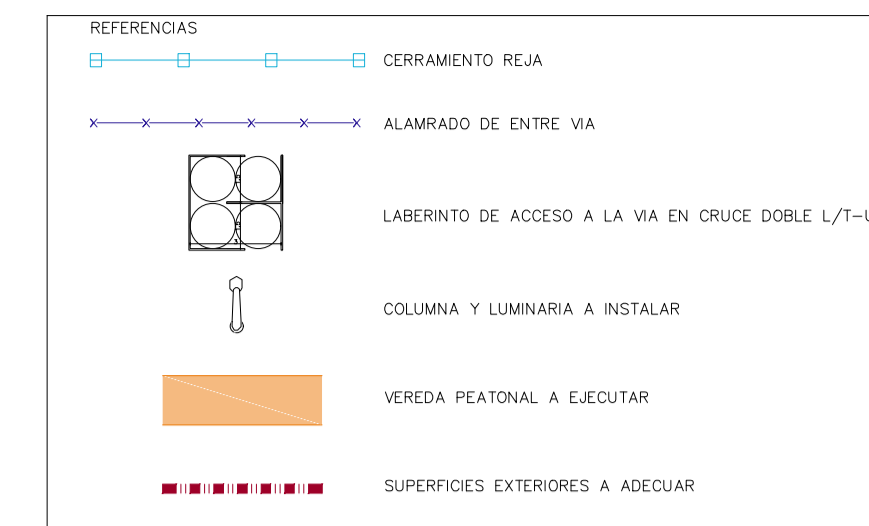 REFERENCIAS
CERRAMIENTO REJA
ALAMRADO DE ENTRE VIA
LABERINTO DE ACCESO A LA VIA EN CRUCE DOBLE L/T-U
3
COLUMNA Y LUMINARIA A INSTALAR
VEREDA PEATONAL A EJECUTAR
SUPERFICIES EXTERIORES A ADECUAR